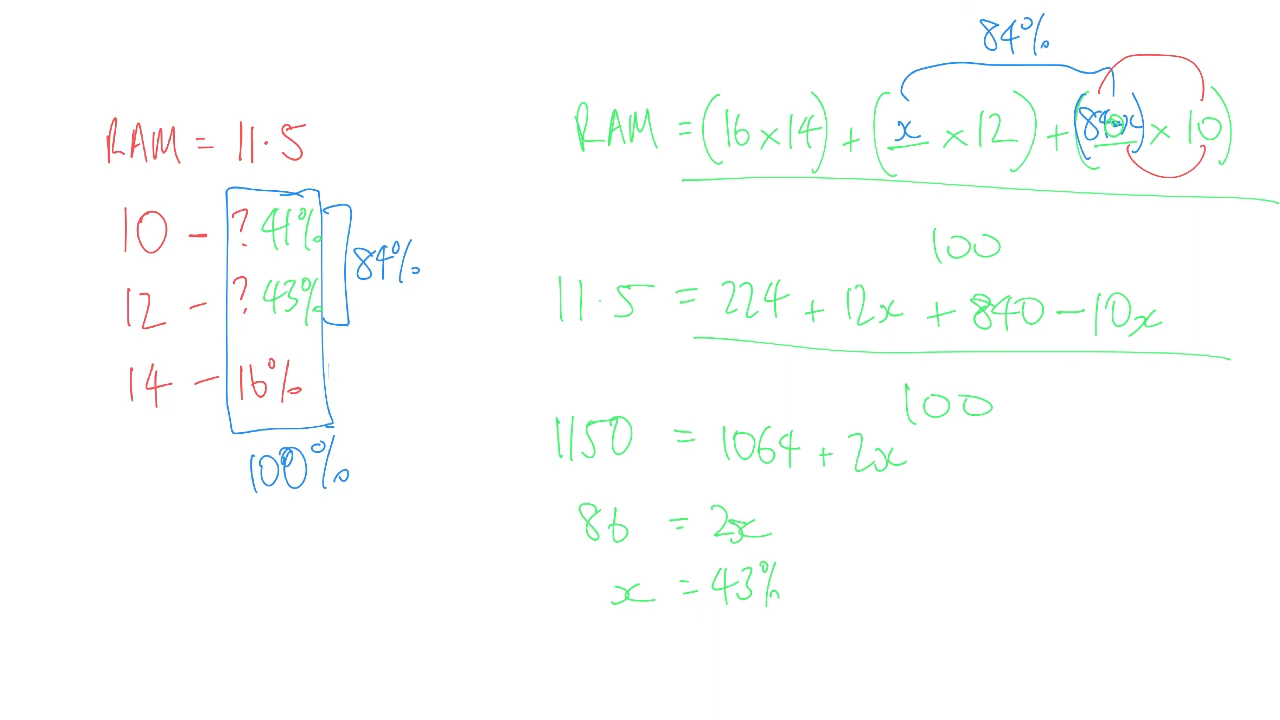 RAM = 11.5
10 - ? 41%
12 - ? 43%
84%
14 - 16%
100%
84%
RAM = (16 × 14) + (x × 12) + ( × 10)
100
11.5 = 224 + 12x + 840 - 10x
100
1150 = 1064 + 2x
86 = 2x
x = 43%